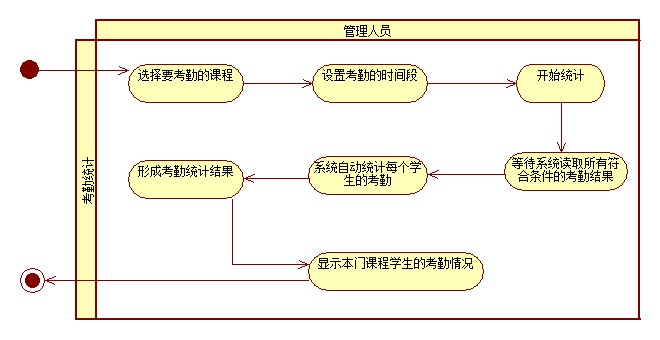 管理人员
考勤统计
选择要考勤的课程
设置考勤的时间段
开始统计
等待系统读取所有符
合条件的考勤结果
系统自动统计每个学
生的考勤
形成考勤统计结果
显示本门课程学生的考勤情况